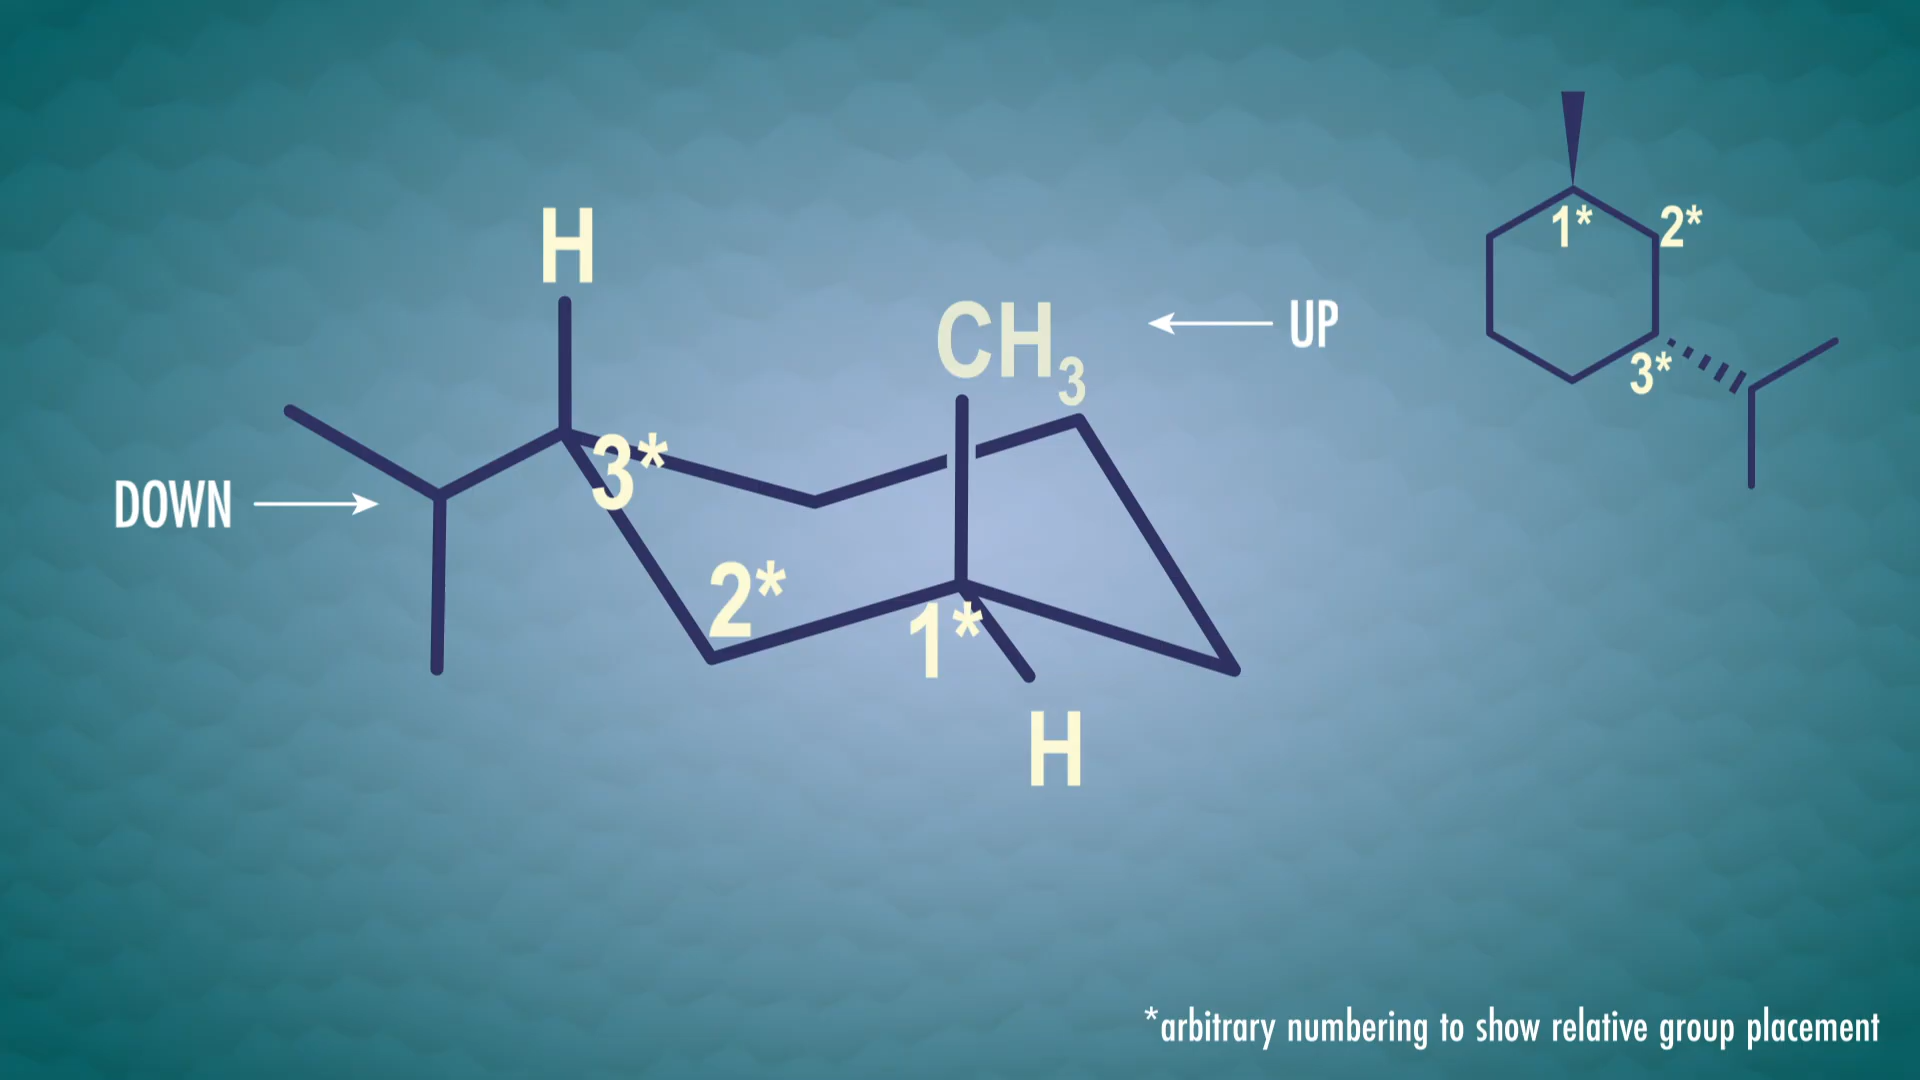 H
CH3
UP
1*
2*
3*
3*
DOWN
2*
1*
H
*arbitrary numbering to show relative group placement